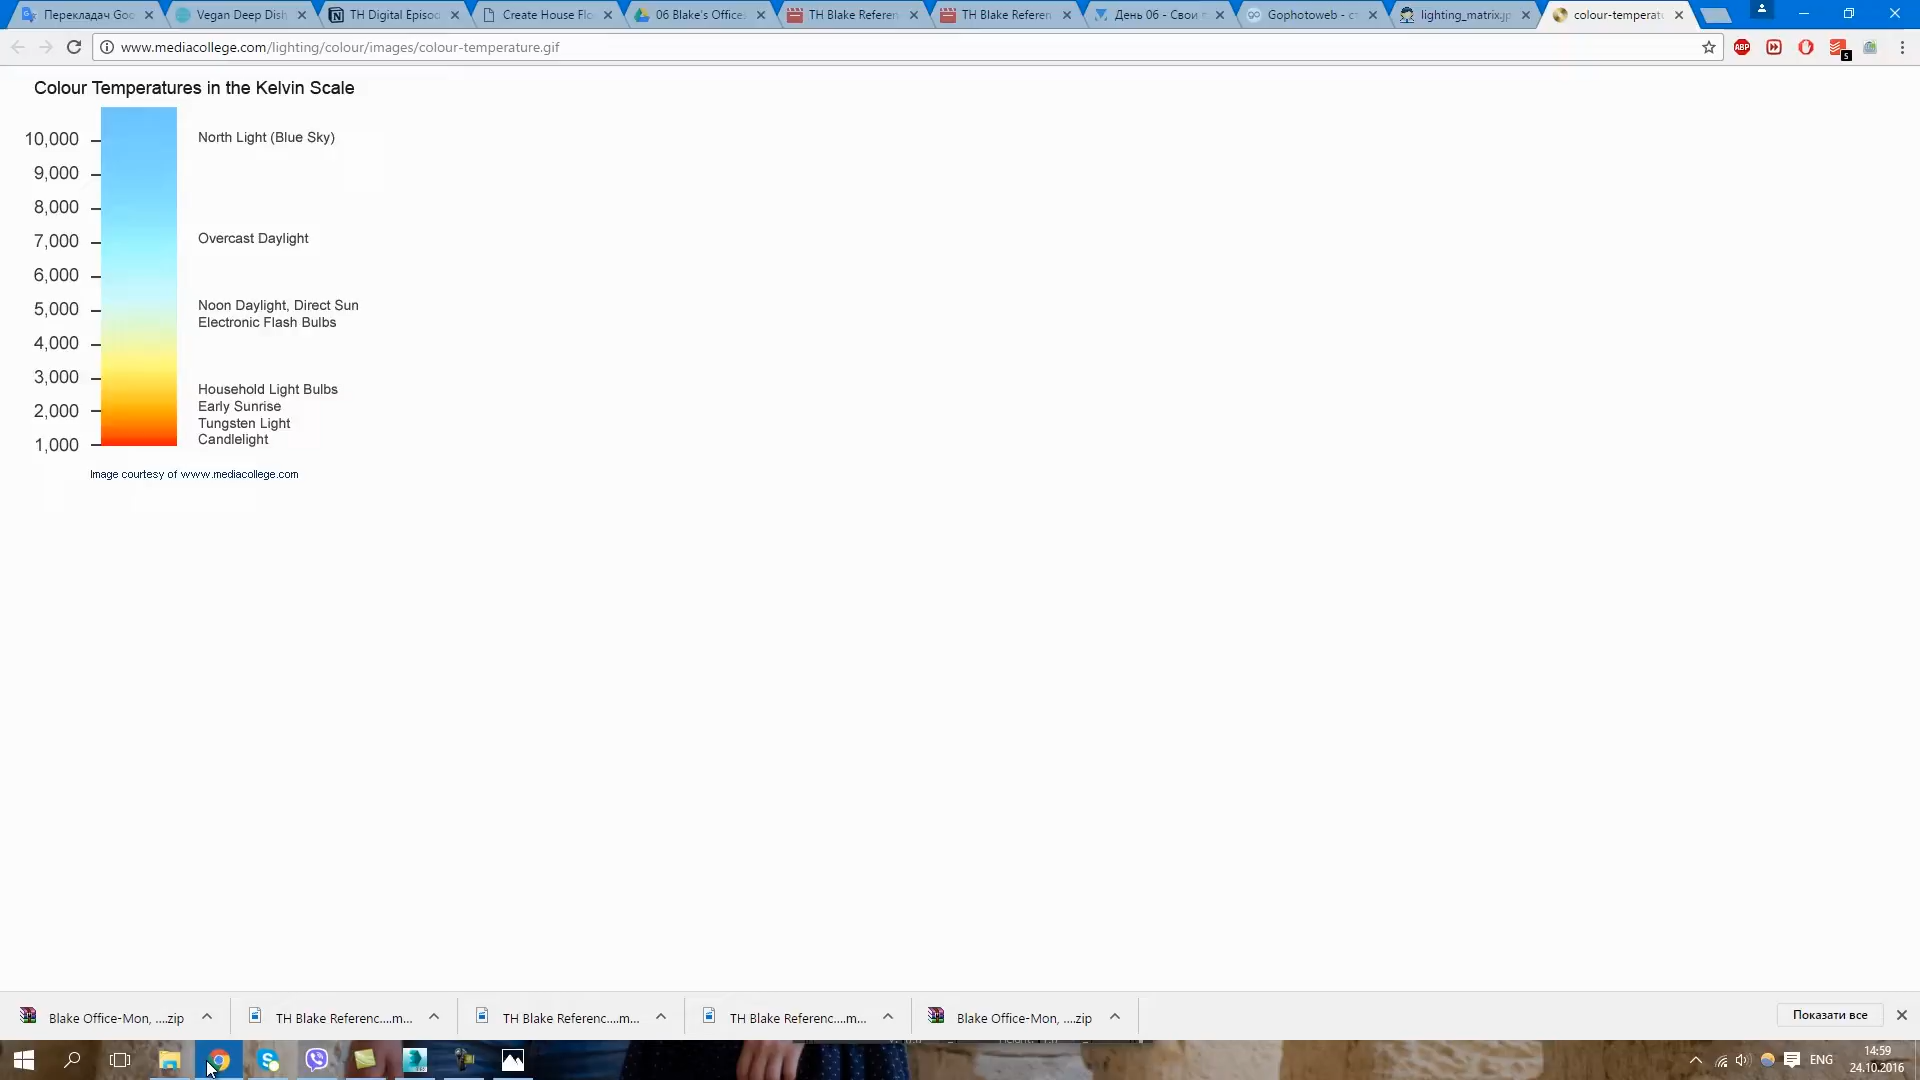 Перекладач Goo
Vegan Deep Dish
TH Digital Episod
Create House Flo
06 Blake's Office
TH Blake Referen
TH Blake Referen
День 06 - Свои т
Gophotoweb - ст
lighting_matrix.jp
colour-temperatu
www.mediacollege.com/lighting/colour/images/colour-temperature.gif
ABP
5
Colour Temperatures in the Kelvin Scale
10,000 North Light (Blue Sky)
9,000
8,000
7,000 Overcast Daylight
6,000
5,000 Noon Daylight, Direct Sun
Electronic Flash Bulbs
4,000
3,000
Household Light Bulbs
2,000 Early Sunrise
Tungsten Light
1,000 Candlelight
Image courtesy of www.mediacollege.com
Blake Office-Mon, ....zip
TH Blake Referenc....m...
TH Blake Referenc....m...
TH Blake Referenc....m...
Blake Office-Mon, ....zip
Показати все
ENG
14:59
24.10.2016